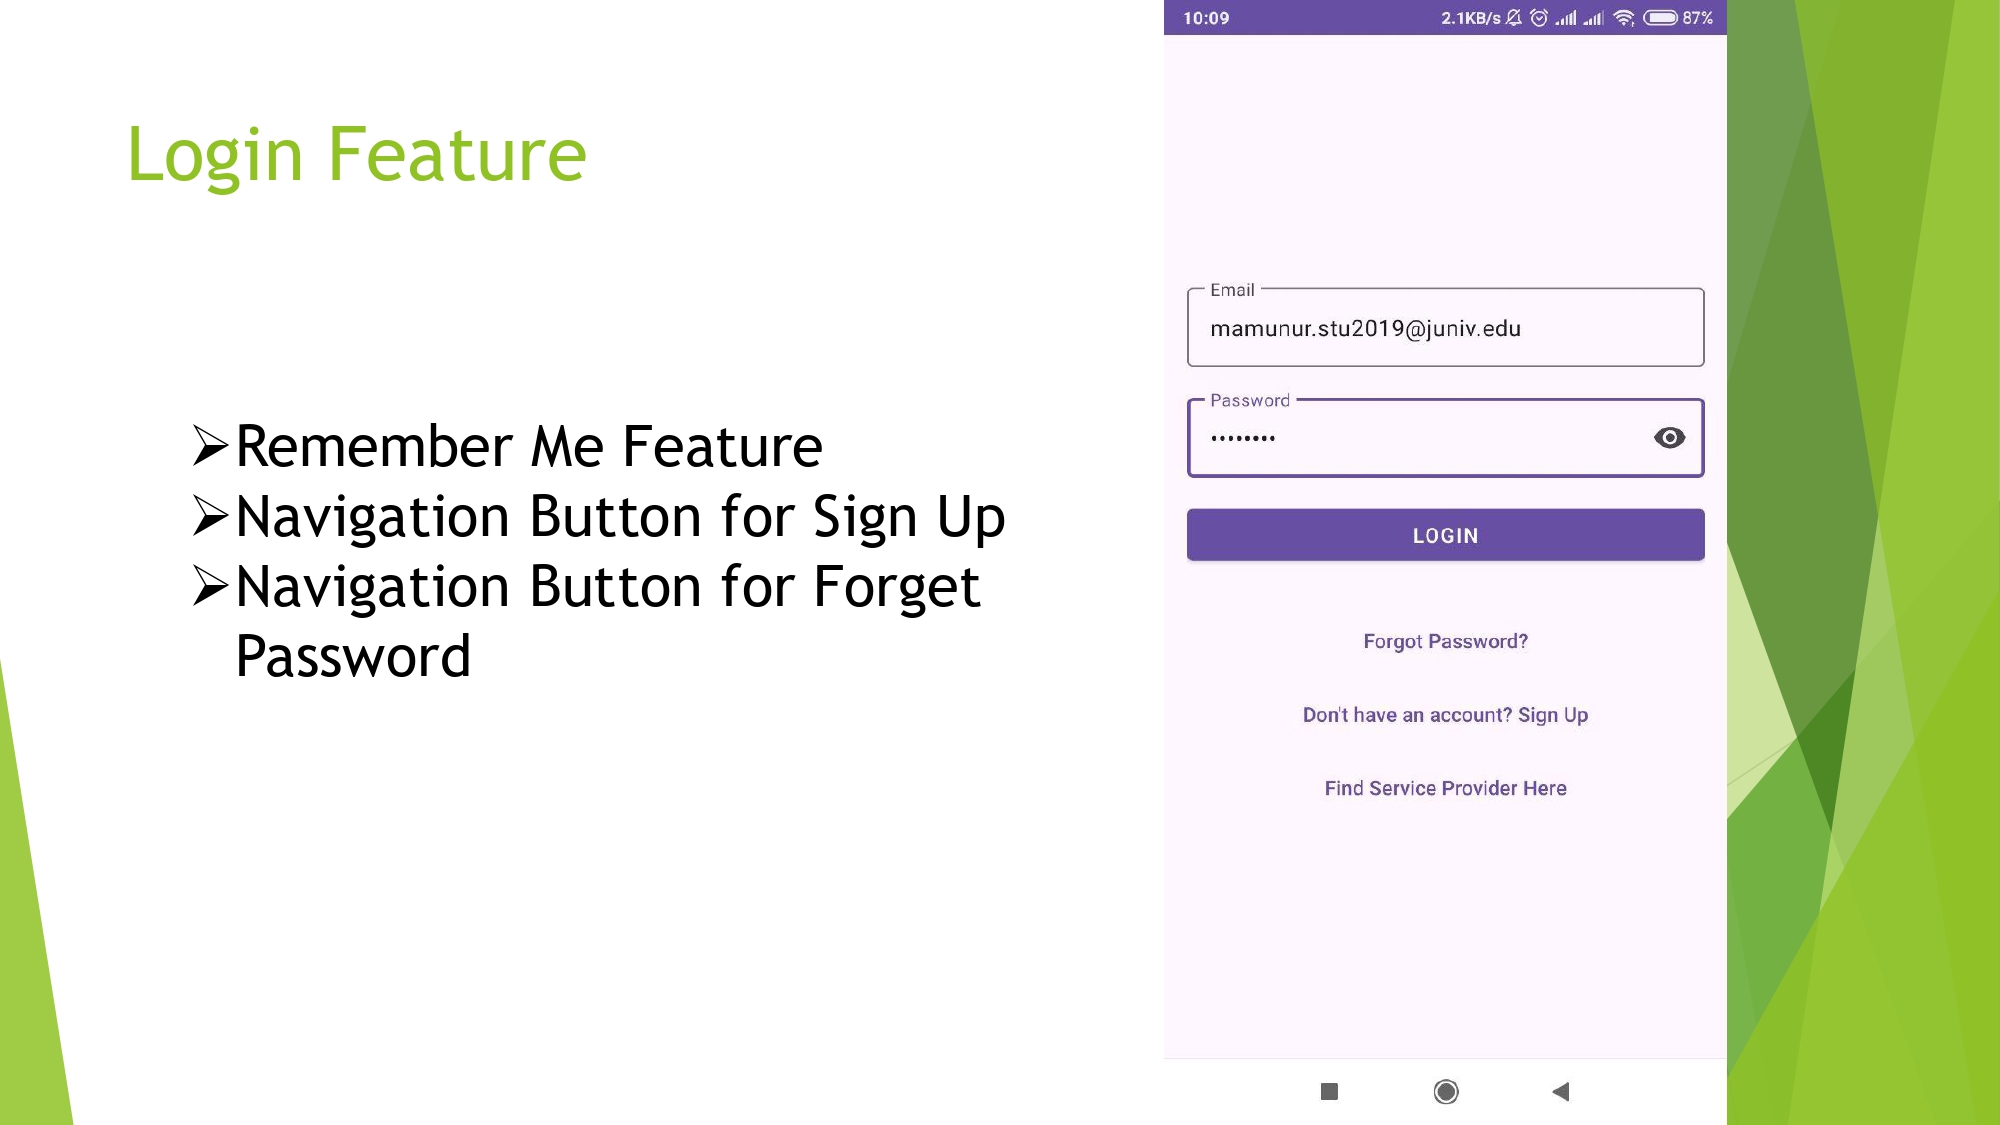 Login Feature
➢Remember Me Feature
➢Navigation Button for Sign Up
➢Navigation Button for Forget
Password
10:09
2.1KB/s
87%
Email
mamunur.stu2019@juniv.edu
Password
••••••••
LOGIN
Forgot Password?
Don't have an account? Sign Up
Find Service Provider Here